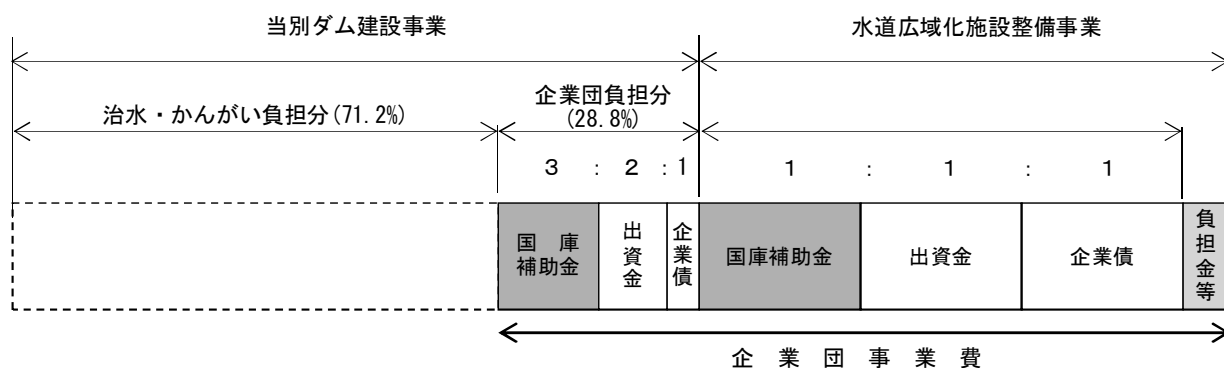 当別ダム建設事業
水道広域化施設整備事業
治水・かんがい負担分(71.2%)
企業団負担分
(28.8%)
3 : 2 : 1
1 : 1 : 1
国庫
補助金
出資金
企業債
国庫補助金
出資金
企業債
負担金等
企業団事業費